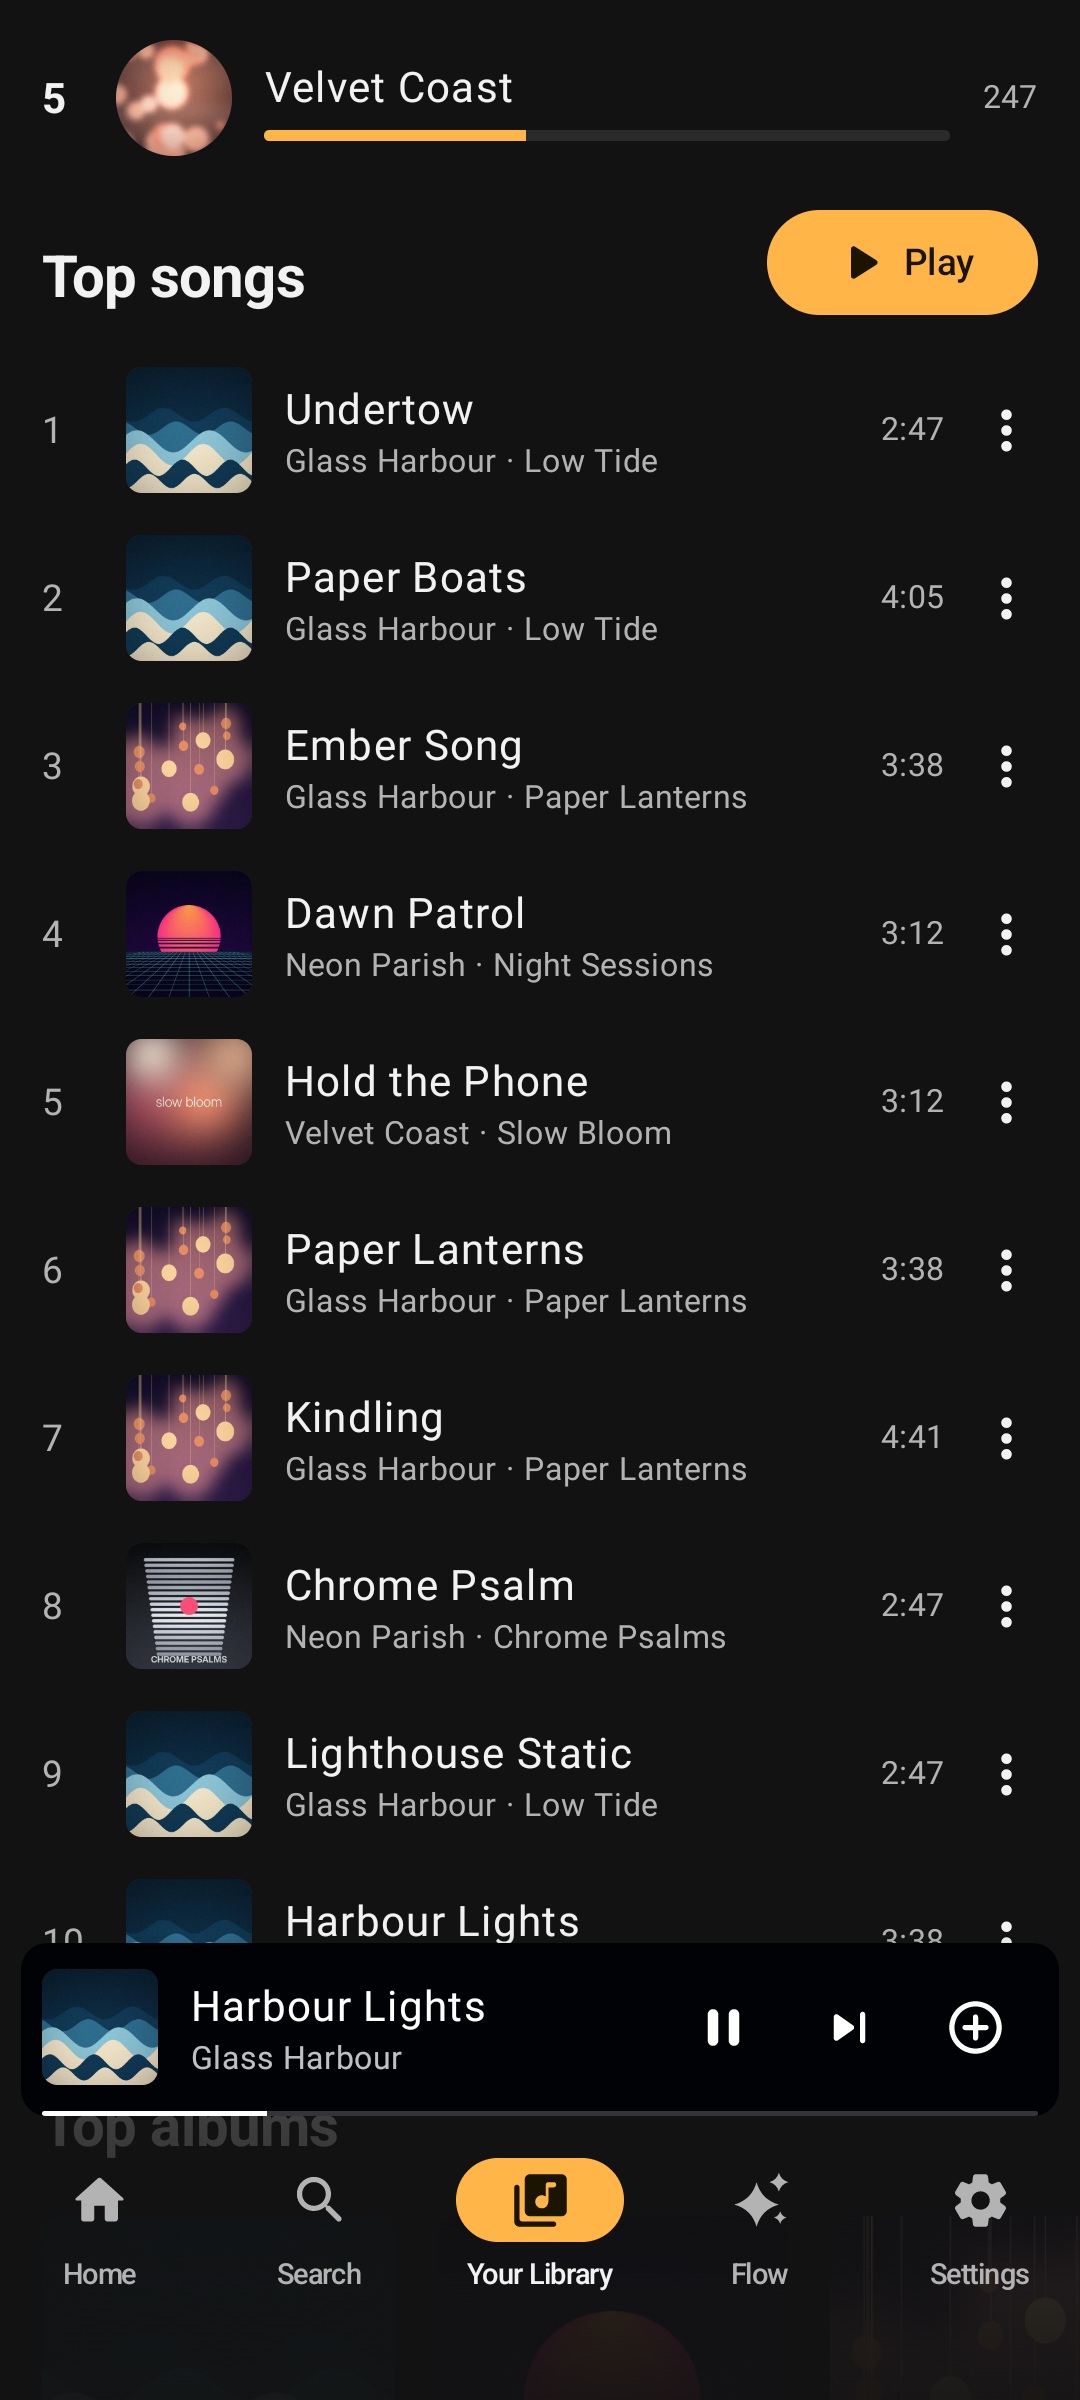 5
Velvet Coast
247
Top songs
Play
1
Undertow
2:47
Glass Harbour · Low Tide
2
Paper Boats
4:05
Glass Harbour · Low Tide
3
Ember Song
3:38
Glass Harbour · Paper Lanterns
4
Dawn Patrol
3:12
Neon Parish · Night Sessions
5
slow bloom
Hold the Phone
3:12
Velvet Coast · Slow Bloom
6
Paper Lanterns
3:38
Glass Harbour · Paper Lanterns
7
Kindling
4:41
Glass Harbour · Paper Lanterns
8
CHROME PSALMS
Chrome Psalm
2:47
Neon Parish · Chrome Psalms
9
Lighthouse Static
2:47
Glass Harbour · Low Tide
10
Harbour Lights
3:38
Harbour Lights
Glass Harbour
Top albums
Home
Search
Your Library
Flow
Settings